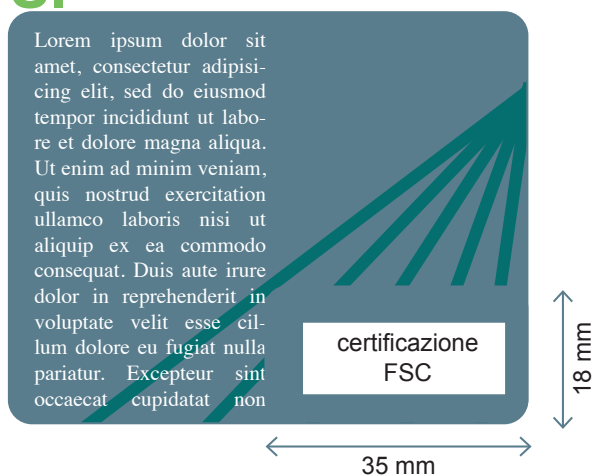 Lorem ipsum dolor sit
amet, consectetur adipisi-
cing elit, sed do eiusmod
tempor incididunt ut labo-
re et dolore magna aliqua.
Ut enim ad minim veniam,
quis nostrud exercitation
ullamco laboris nisi ut
aliquip ex ea commodo
consequat. Duis aute irure
dolor in reprehenderit in
voluptate velit esse cil-
lum dolore eu fugiat nulla
pariatur. Excepteur sint
occaecat cupidatat non
certificazione
FSC
18 mm
35 mm